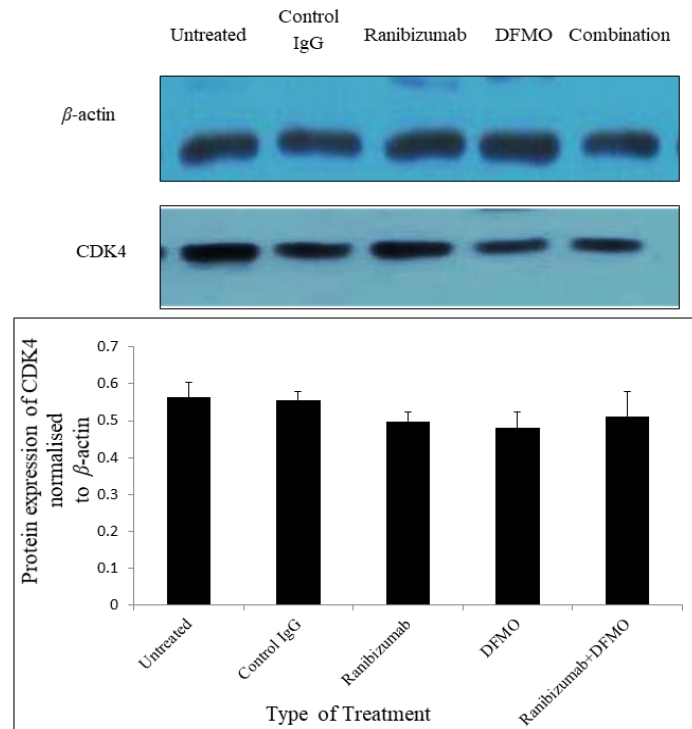 Untreated Control IgG Ranibizumab DFMO Combination
β-actin
CDK4
Protein expression of CDK4
normalised
to β-actin
0.7
0.6
0.5
0.4
0.3
0.2
0.1
0
Untreated
Control IgG
Ranibizumab
DFMO
Ranibizumab+DFMO
Type of Treatment